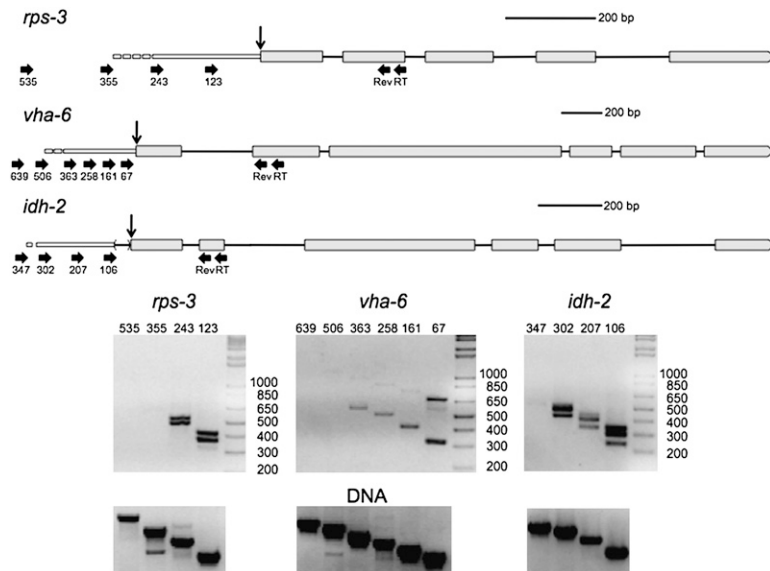 rps-3
200 bp
535 355 243 123 Rev RT
vha-6
200 bp
639 506 363 258 161 67 Rev RT
idh-2
200 bp
347 302 207 106 Rev RT
rps-3 vha-6 idh-2
535 355 243 123 639 506 363 258 161 67 347 302 207 106
1000 1000 1000
850 850 850
650 650 650
500 500 500
400 400 400
300 300 300
200 200 200
DNA